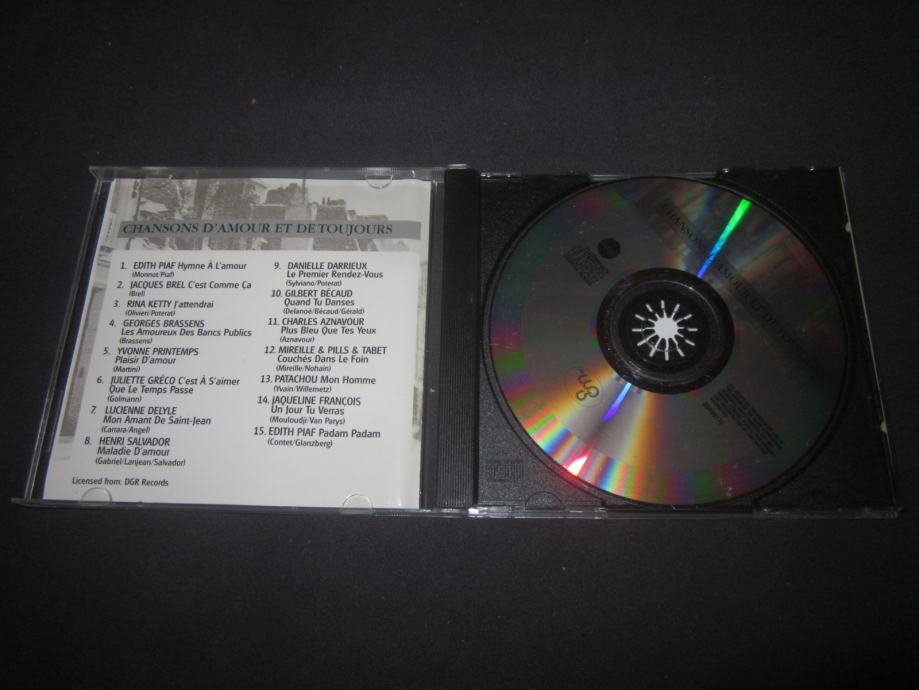 CHANSONS D'AMOUR ET DE TOUJOURS
1. EDITH PIAF Hymne À L'amour
(Monnot/Piaf)
2. JACQUES BREL C'est Comme Ça
(Brel)
3. RINA KETTY J'attendrai
(Olivieri/Poterat)
4. GEORGES BRASSENS
Les Amoureux Des Bancs Publics
(Brassens)
5. YVONNE PRINTEMPS
Plaisir D'amour
(Martini)
6. JULIETTE GRÉCO C'est À S'aimer
Que Le Temps Passe
(Golmann)
7. LUCIENNE DELYLE
Mon Amant De Saint-Jean
(Carrara/Angel)
8. HENRI SALVADOR
Maladie D'amour
(Gabriel/Lanjean/Salvador)
9. DANIELLE DARRIEUX
Le Premier Rendez-Vous
(Sylviano/Poterat)
10. GILBERT BÉCAUD
Quand Tu Danses
(Delanoé/Bécaud/Gérald)
11. CHARLES AZNAVOUR
Plus Bleu Que Tes Yeux
(Aznavour)
12. MIREILLE & PILLS & TABET
Couchés Dans Le Foin
(Mireille/Nohain)
13. PATACHOU Mon Homme
(Yvain/Willemetz)
14. JAQUELINE FRANÇOIS
Un Jour Tu Verras
(Mouloudji/Van Parys)
15. EDITH PIAF Padam Padam
(Contet/Glanzberg)
Licensed from: DGR Records
CHANSONS D'AMOUR